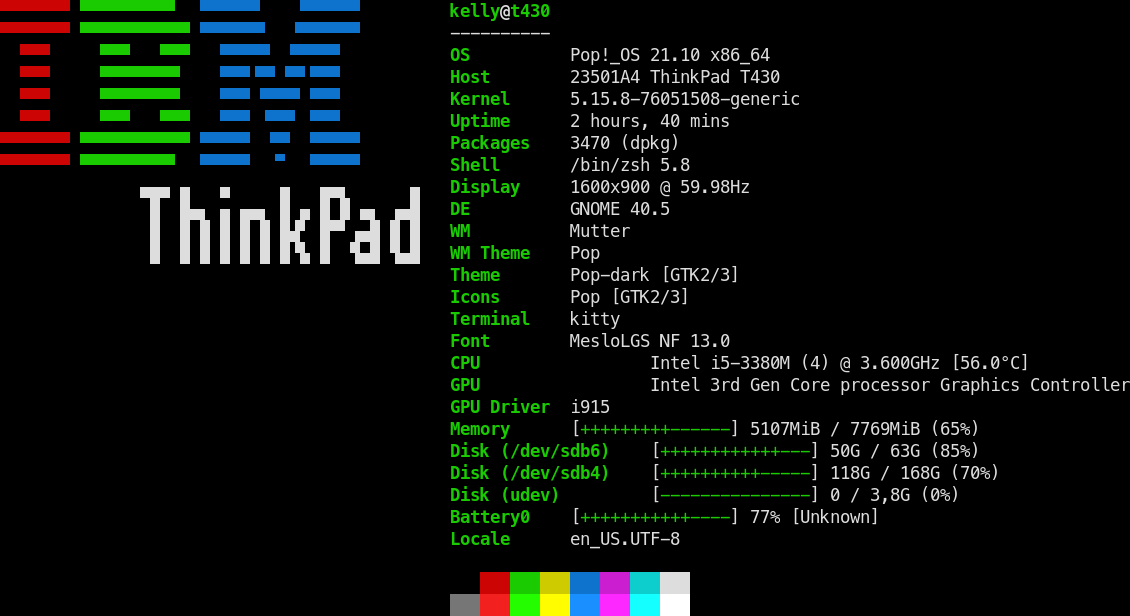 IBM
ThinkPad
kelly@t430
----------
OS Pop!_OS 21.10 x86_64
Host 23501A4 ThinkPad T430
Kernel 5.15.8-76051508-generic
Uptime 2 hours, 40 mins
Packages 3470 (dpkg)
Shell /bin/zsh 5.8
Display 1600x900 @ 59.98Hz
DE GNOME 40.5
WM Mutter
WM Theme Pop
Theme Pop-dark [GTK2/3]
Icons Pop [GTK2/3]
Terminal kitty
Font MesloLGS NF 13.0
CPU Intel i5-3380M (4) @ 3.600GHz [56.0°C]
GPU Intel 3rd Gen Core processor Graphics Controller
GPU Driver i915
Memory [+++++++++------] 5107MiB / 7769MiB (65%)
Disk (/dev/sdb6) [++++++++++++---] 50G / 63G (85%)
Disk (/dev/sdb4) [++++++++++-----] 118G / 168G (70%)
Disk (udev) [---------------] 0 / 3,8G (0%)
Battery0 [+++++++++++----] 77% [Unknown]
Locale en_US.UTF-8